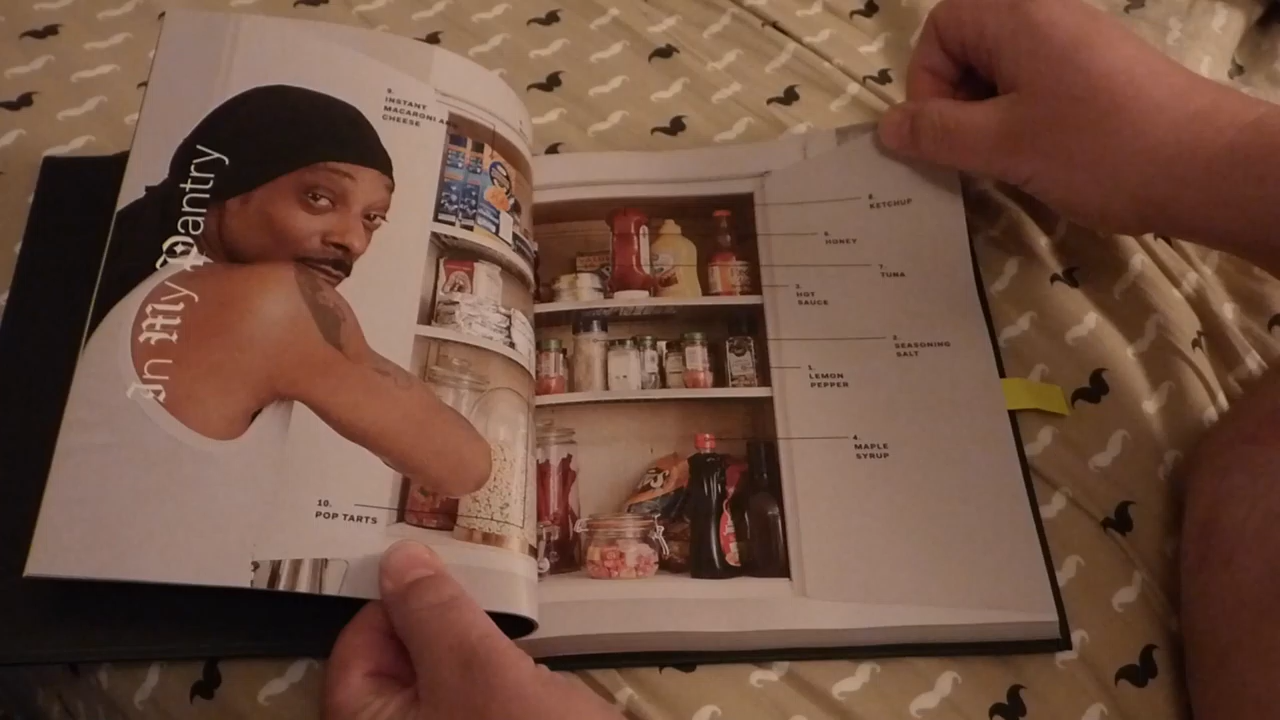 In My Pantry
9.
INSTANT
MACARONI AND
CHEESE
10.
POP TARTS
8.
KETCHUP
6.
HONEY
7.
TUNA
3.
HOT
SAUCE
2.
SEASONING
SALT
1.
LEMON
PEPPER
4.
MAPLE
SYRUP